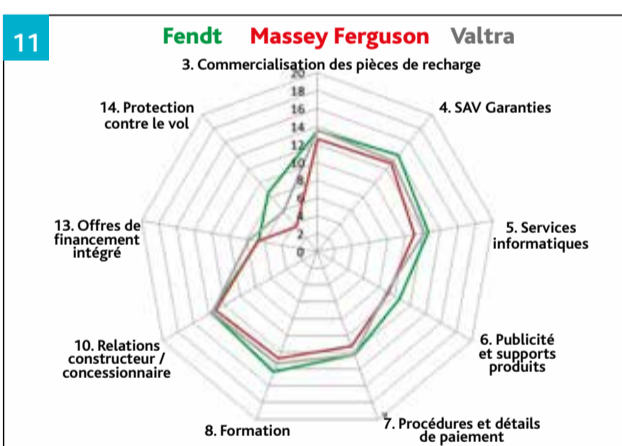 11
Fendt Massey Ferguson Valtra
3. Commercialisation des pièces de recharge
20
18
16
14
12
10
8
6
4
2
0
4. SAV Garanties
5. Services
informatiques
6. Publicité
et supports
produits
7. Procédures et détails
de paiement
8. Formation
10. Relations
constructeur /
concessionnaire
13. Offres de
financement
intégré
14. Protection
contre le vol